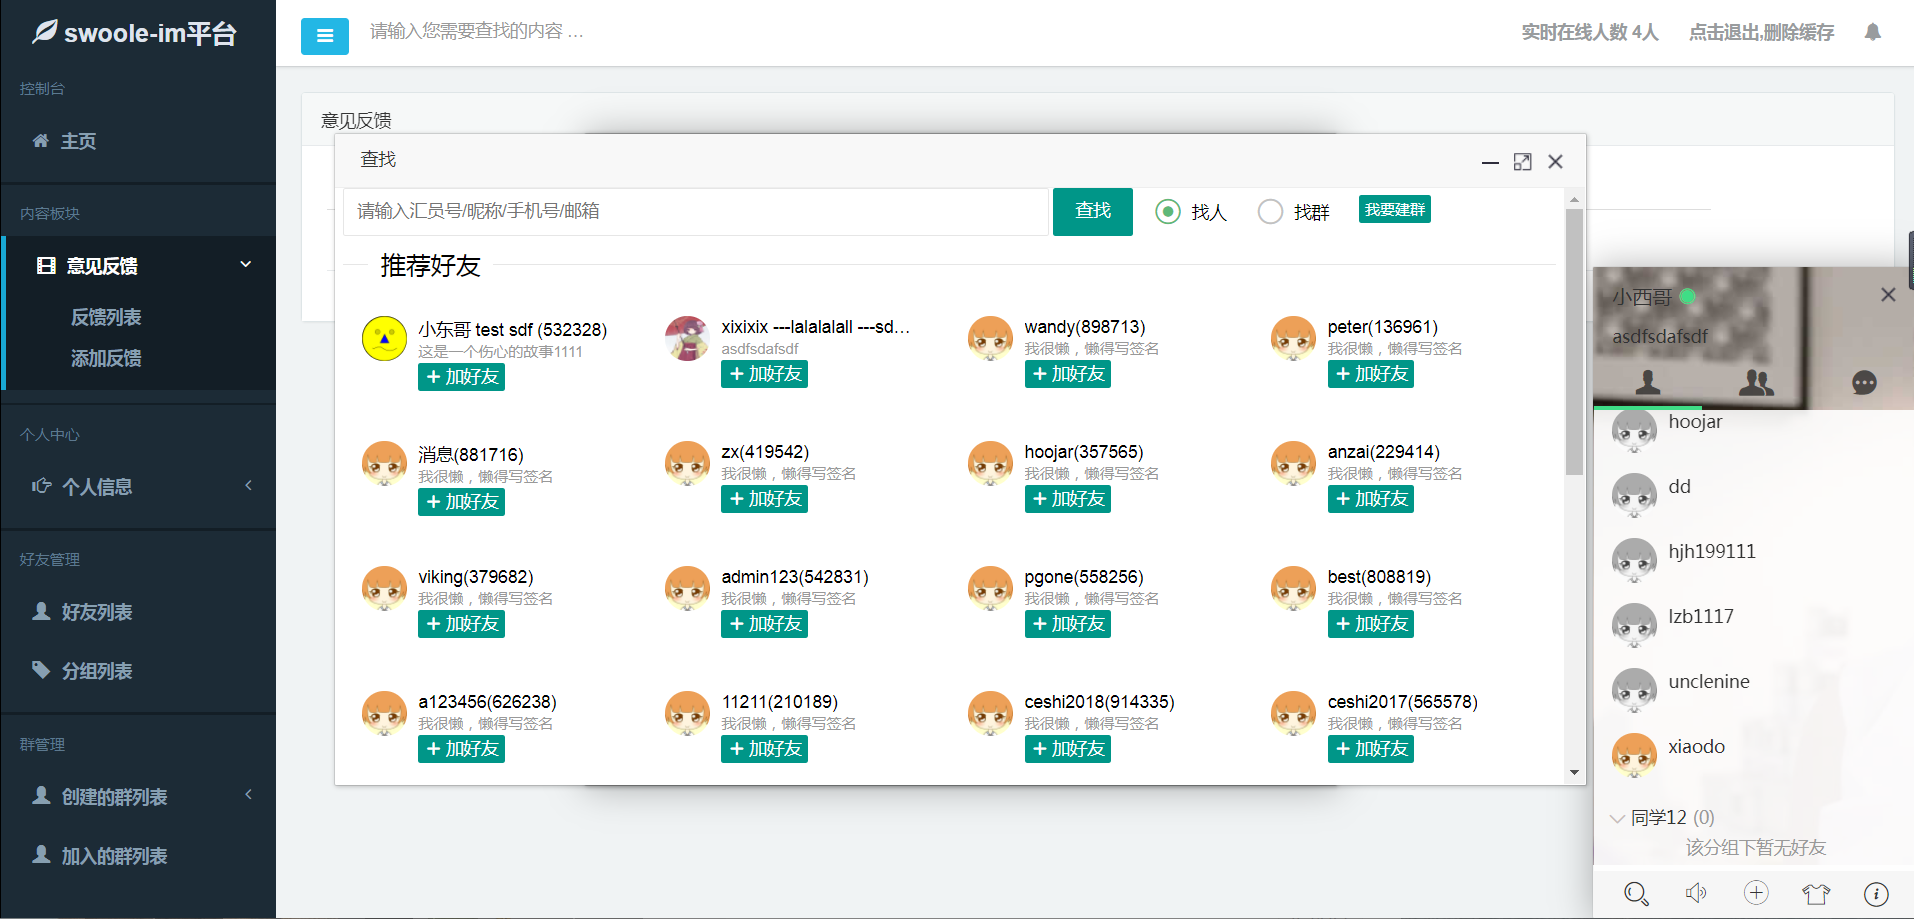 swoole-im平台
请输入您需要查找的内容 …
实时在线人数 4人
点击退出,删除缓存
控制台
主页
内容板块
意见反馈
反馈列表
添加反馈
个人中心
个人信息
好友管理
好友列表
分组列表
群管理
创建的群列表
加入的群列表
意见反馈
查找
请输入汇员号/昵称/手机号/邮箱
查找
找人
找群
我要建群
推荐好友
小东哥 test sdf (532328)
这是一个伤心的故事1111
+ 加好友
xixixix ---lalalalall ---sd...
asdfsdafsdf
+ 加好友
wandy(898713)
我很懒，懒得写签名
+ 加好友
peter(136961)
我很懒，懒得写签名
+ 加好友
消息(881716)
我很懒，懒得写签名
+ 加好友
zx(419542)
我很懒，懒得写签名
+ 加好友
hoojar(357565)
我很懒，懒得写签名
+ 加好友
anzai(229414)
我很懒，懒得写签名
+ 加好友
viking(379682)
我很懒，懒得写签名
+ 加好友
admin123(542831)
我很懒，懒得写签名
+ 加好友
pgone(558256)
我很懒，懒得写签名
+ 加好友
best(808819)
我很懒，懒得写签名
+ 加好友
a123456(626238)
我很懒，懒得写签名
+ 加好友
11211(210189)
我很懒，懒得写签名
+ 加好友
ceshi2018(914335)
我很懒，懒得写签名
+ 加好友
ceshi2017(565578)
我很懒，懒得写签名
+ 加好友
小西哥
asdfsdafsdf
hoojar
dd
hjh199111
lzb1117
unclenine
xiaodo
同学12 (0)
该分组下暂无好友